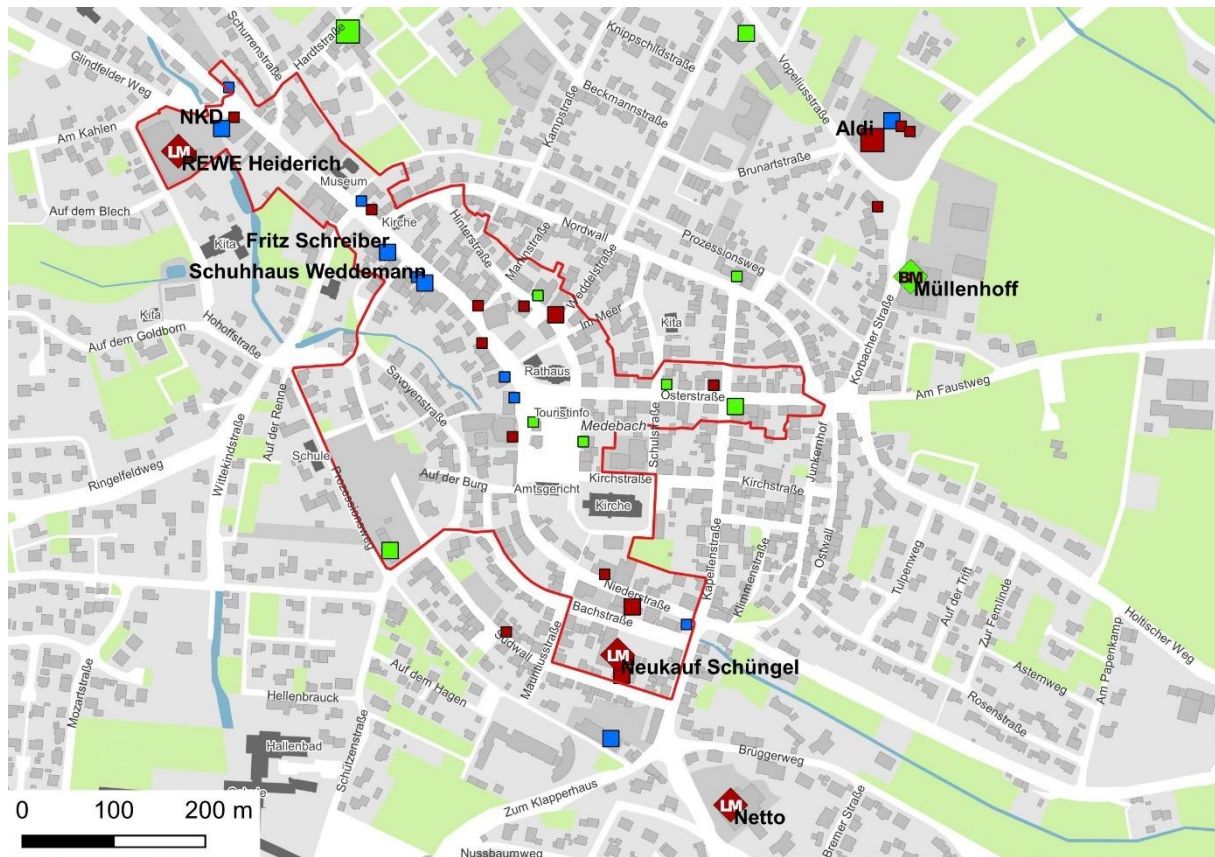 Schurrenstraße
Hardtstraße
Knippschildstraße
Vopeliusstraße
Glindfelder Weg
Beckmannstraße
Kampstraße
NKD
Am Kahlen
Aldi
LM
REWE Heiderich
Brunartstraße
Museum
Auf dem Blech
Kirche
Hinterstraße
Nordwall
Prozessionsweg
Marktstraße
Kita
Fritz Schreiber
Weddelstraße
Schuhhaus Weddemann
BM
Müllenhoff
Kita
Im Meer
Kita
Auf dem Goldborn
Hohoffstraße
Korbacher Straße
Rathaus
Savoyenstraße
Osterstraße
Am Faustweg
Touristinfo
Medebach
Auf der Renne
Schulstraße
Junkernhof
Wittekindstraße
Schule
Ringelfeldweg
Auf der Burg
Kirchstraße
Kirchstraße
Amtsgericht
Kirche
Prozessionsweg
Ostwall
Kapellenstraße
Klimmenstraße
Tulpenweg
Auf der Trift
Zur Femlinde
Niederstraße
Bachstraße
Holtischer Weg
Südwall
Mauritiusstraße
LM
Neukauf Schüngel
Auf dem Hagen
Asternweg
Am Papenkamp
Mozartstraße
Hellenbrauck
Rosenstraße
Hallenbad
Schützenstraße
Brüggerweg
Zum Klapperhaus
LM
Netto
Bremer Straße
0 100 200 m
Nussbaumweg